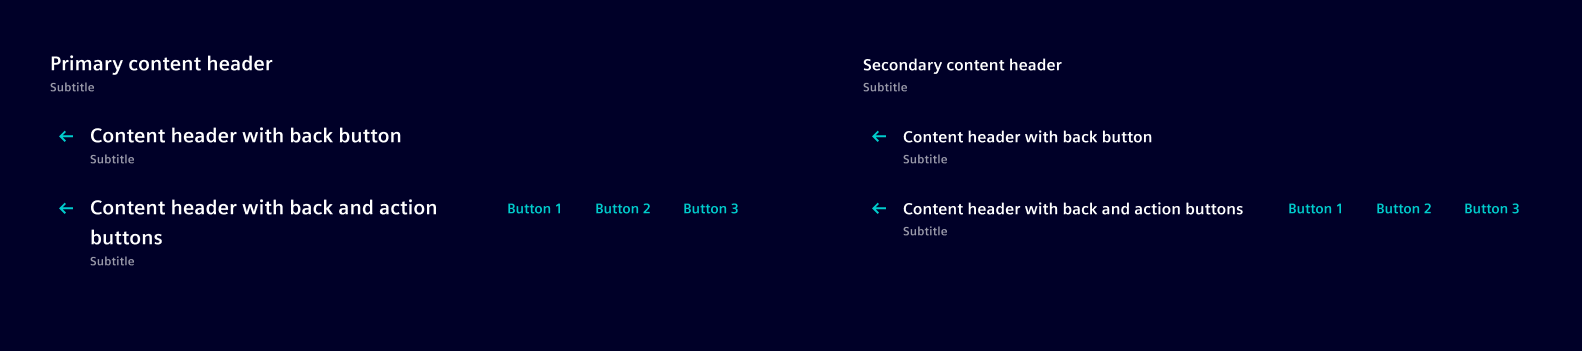 Primary content header
Subtitle
Content header with back button
Subtitle
Content header with back and action
buttons
Subtitle
Button 1
Button 2
Button 3
Secondary content header
Subtitle
Content header with back button
Subtitle
Content header with back and action buttons
Subtitle
Button 1
Button 2
Button 3